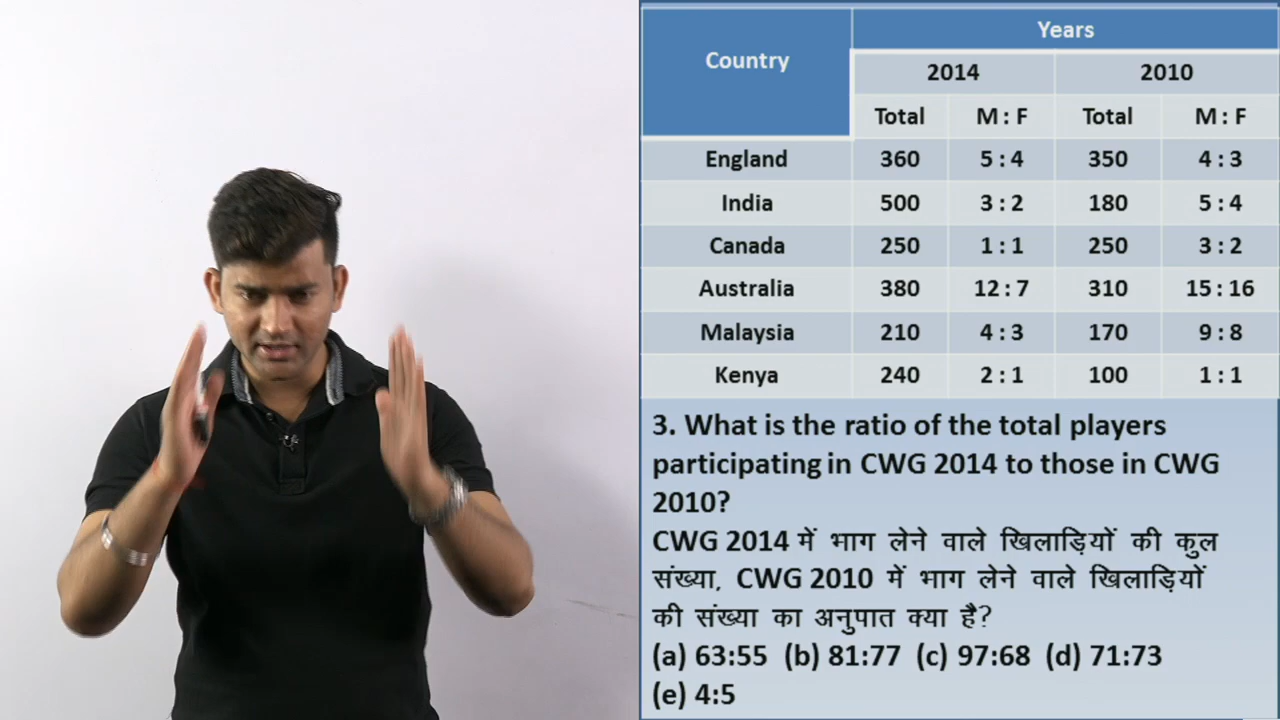 Years
Country
2014 2010
Total M : F Total M : F
England 360 5 : 4 350 4 : 3
India 500 3 : 2 180 5 : 4
Canada 250 1 : 1 250 3 : 2
Australia 380 12 : 7 310 15 : 16
Malaysia 210 4 : 3 170 9 : 8
Kenya 240 2 : 1 100 1 : 1
3. What is the ratio of the total players
participating in CWG 2014 to those in CWG
2010?
CWG 2014 में भाग लेने वाले खिलाड़ियों की कुल
संख्या, CWG 2010 में भाग लेने वाले खिलाड़ियों
की संख्या का अनुपात क्या है?
(a) 63:55 (b) 81:77 (c) 97:68 (d) 71:73
(e) 4:5